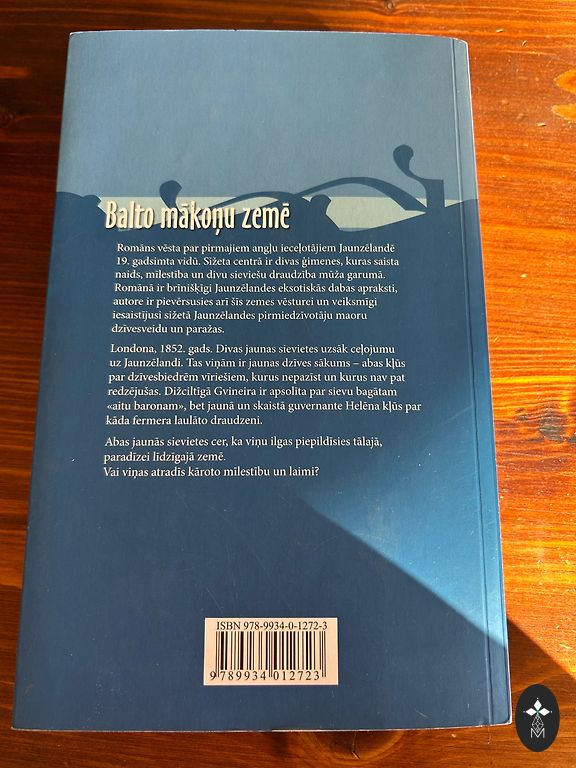 Balto mākoņu zemē
Romāns vēsta par pirmajiem angļu ieceļotājiem Jaunzēlandē
19. gadsimta vidū. Sižeta centrā ir divas ģimenes, kuras saista
naids, mīlestība un divu sieviešu draudzība mūža garumā.
Romānā ir brīnišķīgi Jaunzēlandes eksotiskās dabas apraksti,
autore ir pievērsusies arī šīs zemes vēsturei un veiksmīgi
iesaistījusi sižetā Jaunzēlandes pirmiedzīvotāju maoru
dzīvesveidu un paražas.
Londona, 1852. gads. Divas jaunas sievietes uzsāk ceļojumu
uz Jaunzēlandi. Tas viņām ir jaunas dzīves sākums – abas kļūs
par dzīvesbiedrēm vīriešiem, kurus nepazīst un kurus nav pat
redzējušas. Dižciltīgā Gvineira ir apsolīta par sievu bagātam
«aitu baronam», bet jaunā un skaistā guvernante Helēna kļūs par
kāda fermera laulāto draudzeni.
Abas jaunās sievietes cer, ka viņu ilgas piepildīsies tālajā,
paradīzei līdzīgajā zemē.
Vai viņas atradīs kāroto mīlestību un laimi?
ISBN 978-9934-0-1272-3
9 789934 012723
M